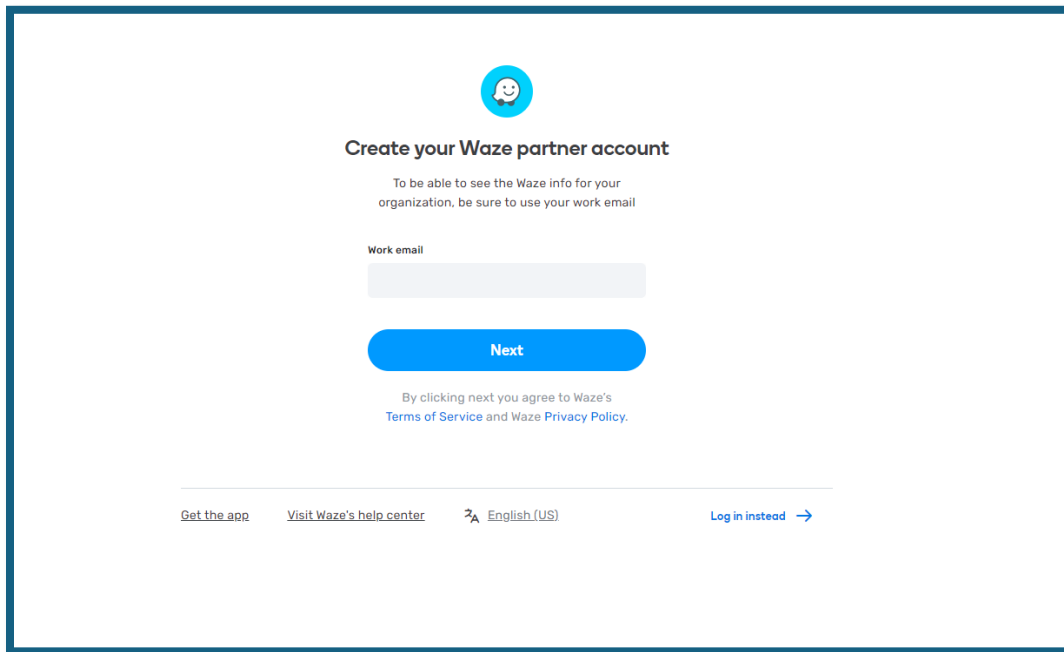 Create your Waze partner account
To be able to see the Waze info for your
organization, be sure to use your work email
Work email
Next
By clicking next you agree to Waze's
Terms of Service and Waze Privacy Policy.
Get the app Visit Waze's help center English (US) Log in instead